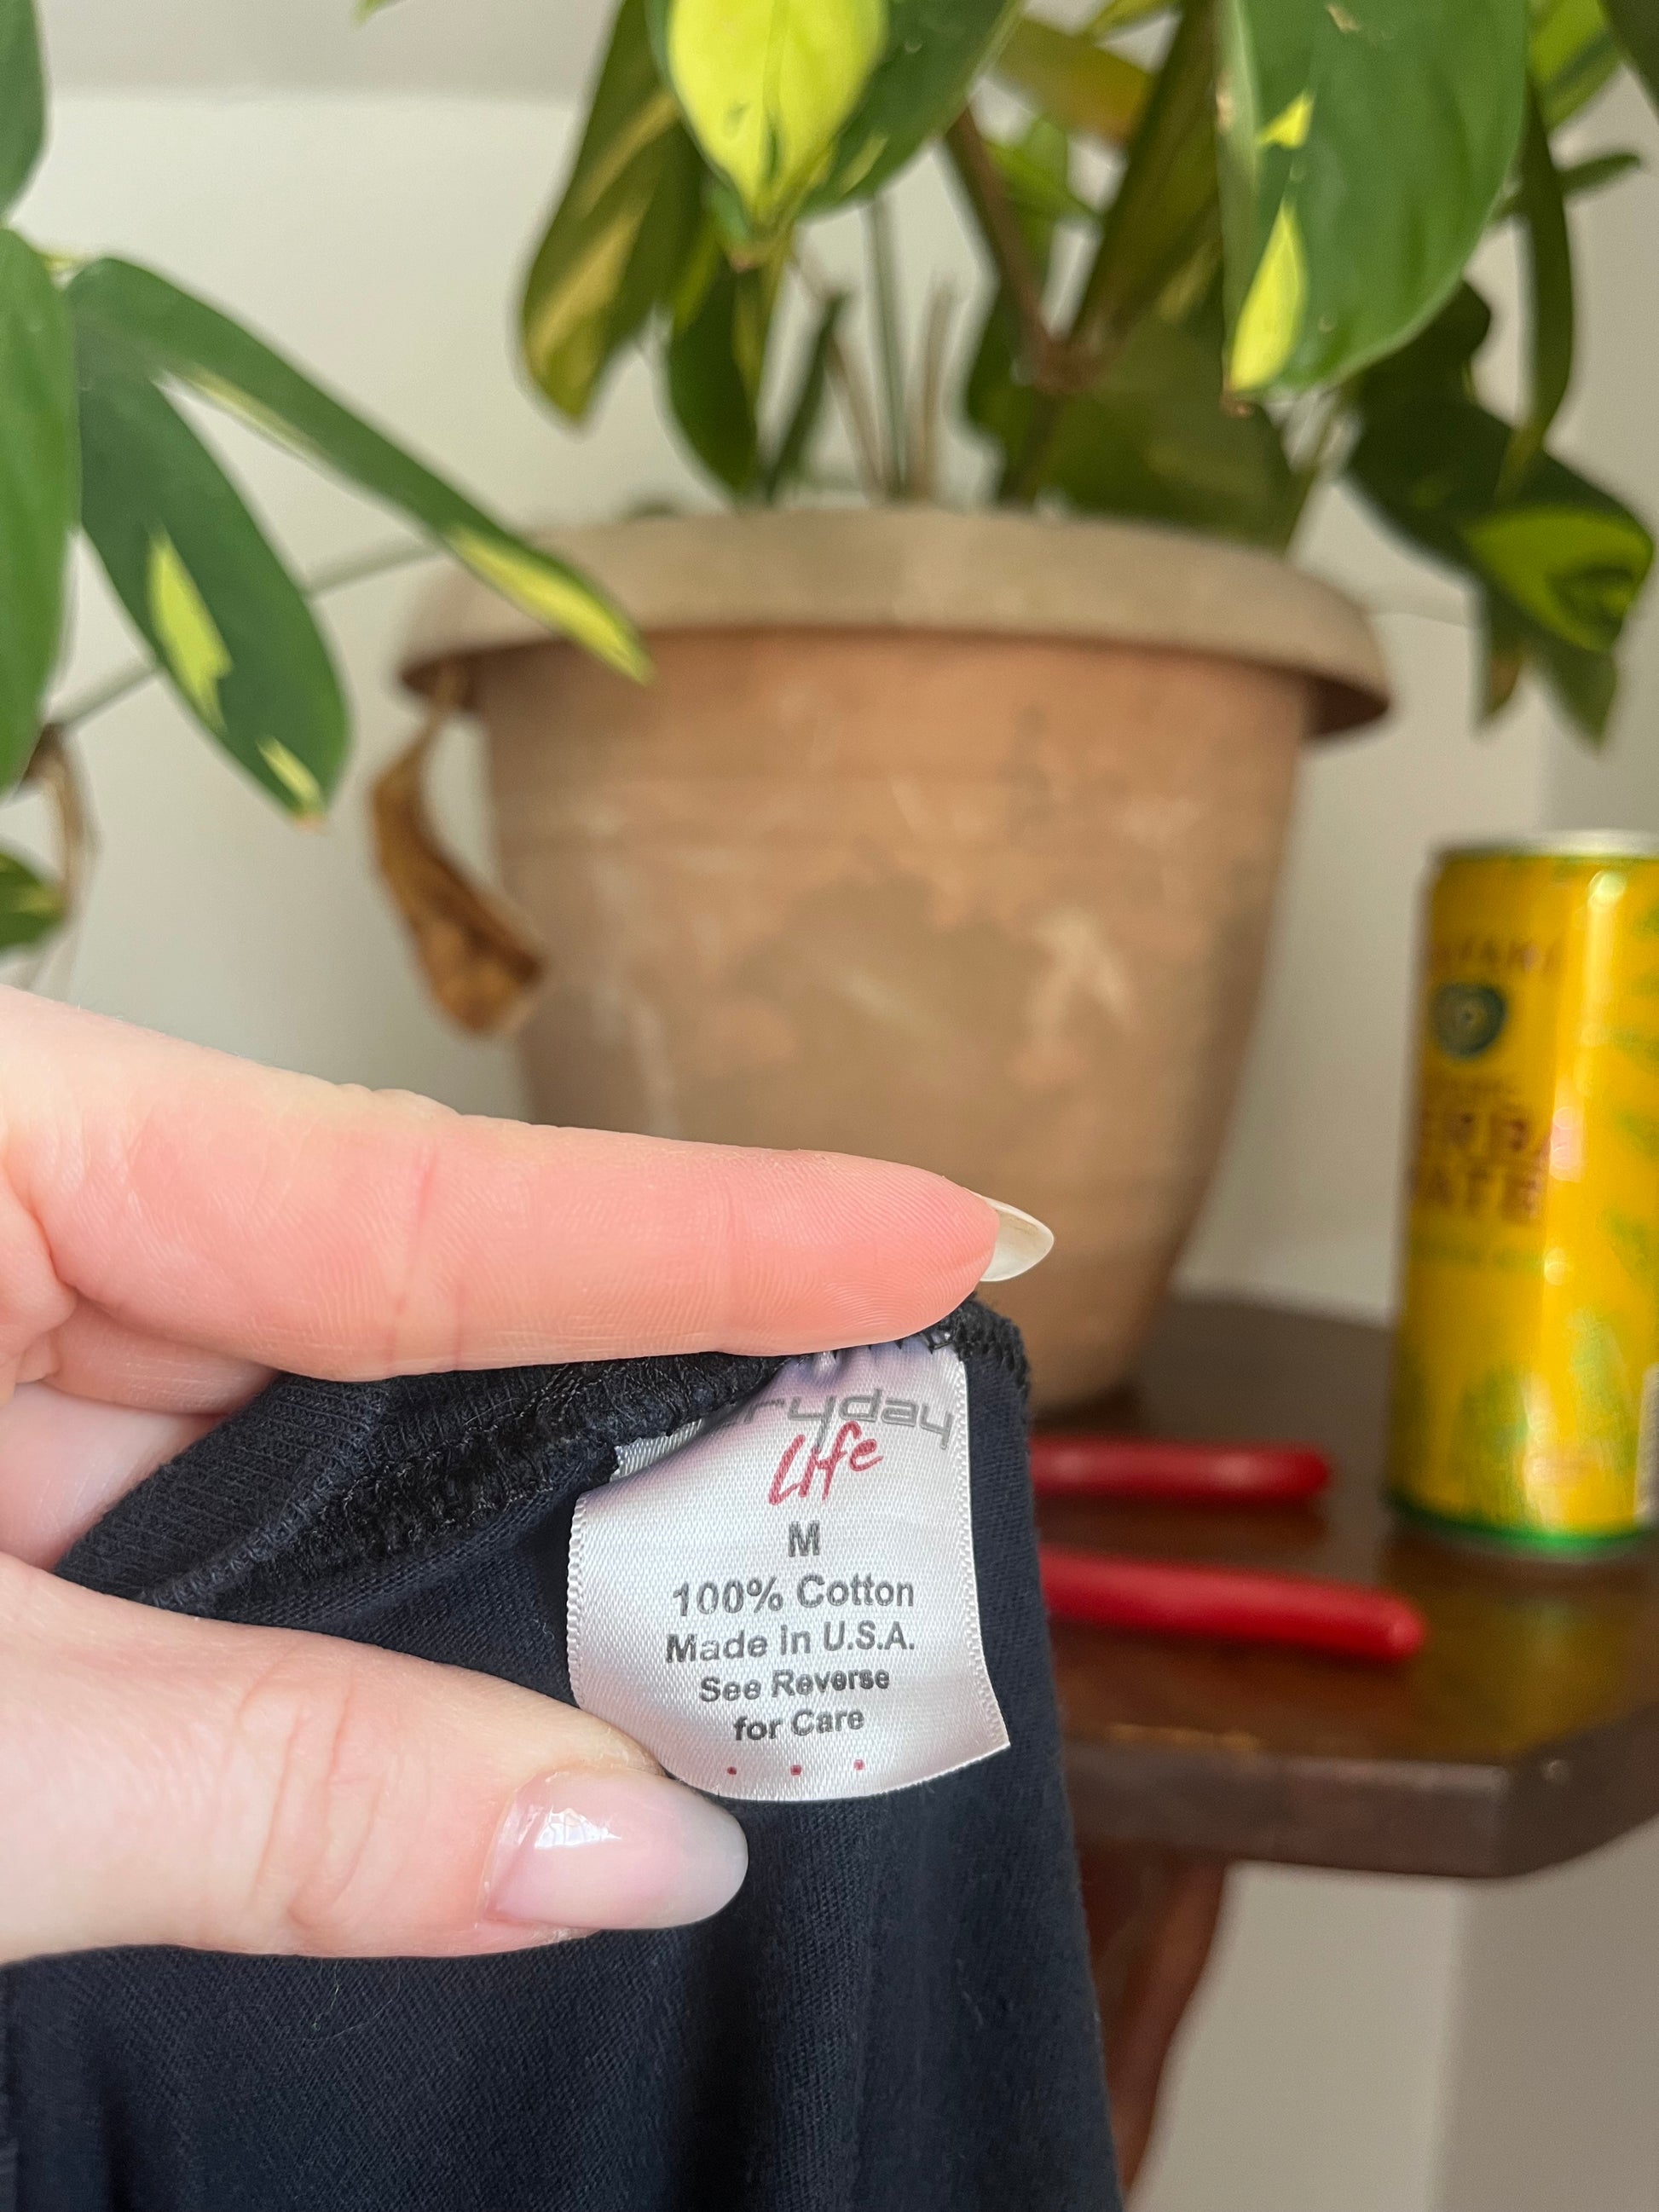 Life
M
100% Cotton
Made in U.S.A.
See Reverse
for Care